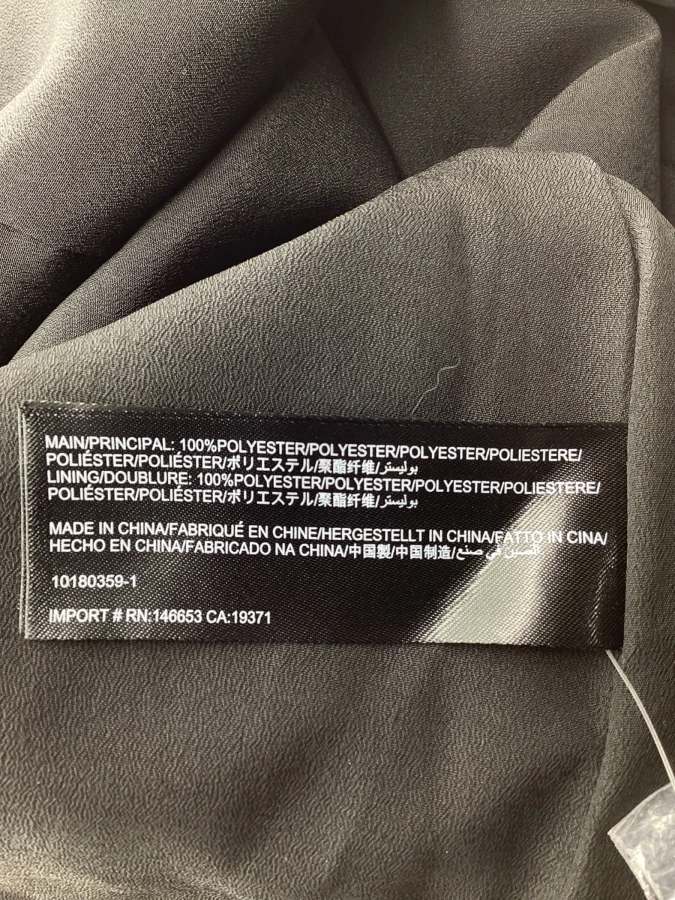 MAIN/PRINCIPAL: 100%POLYESTER/POLYESTER/POLYESTER/POLIESTERE/
POLIÉSTER/POLIÉSTER/ポリエステル/聚酯纤维/بوليستر
LINING/DOUBLURE: 100%POLYESTER/POLYESTER/POLYESTER/POLIESTERE/
POLIÉSTER/POLIÉSTER/ポリエステル/聚酯纤维/بوليستر
MADE IN CHINA/FABRIQUÉ EN CHINE/HERGESTELLT IN CHINA/FATTO IN CINA/
HECHO EN CHINA/FABRICADO NA CHINA/中国製/中国制造/الصين في صنع
10180359-1
IMPORT # RN:146653 CA:19371